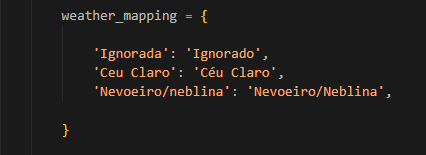 weather_mapping = {
'Ignorada': 'Ignorado',
'Ceu Claro': 'Céu Claro',
'Nevoeiro/neblina': 'Nevoeiro/Neblina',
}